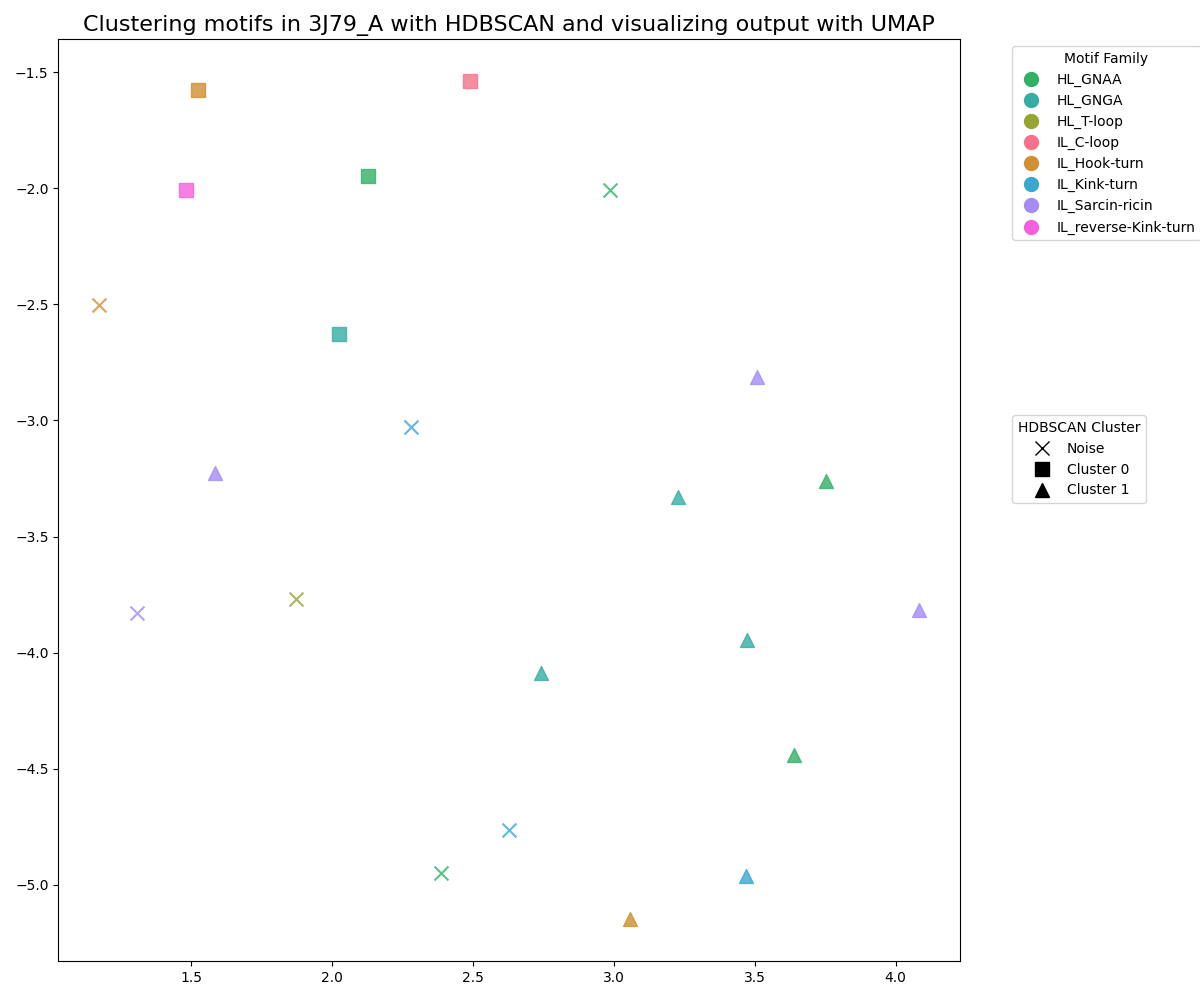 Clustering motifs in 3J79_A with HDBSCAN and visualizing output with UMAP
−1.5
−2.0
−2.5
−3.0
−3.5
−4.0
−4.5
−5.0
1.5
2.0
2.5
3.0
3.5
4.0
Motif Family
HL_GNAA
HL_GNGA
HL_T-loop
IL_C-loop
IL_Hook-turn
IL_Kink-turn
IL_Sarcin-ricin
IL_reverse-Kink-turn
HDBSCAN Cluster
Noise
Cluster 0
Cluster 1